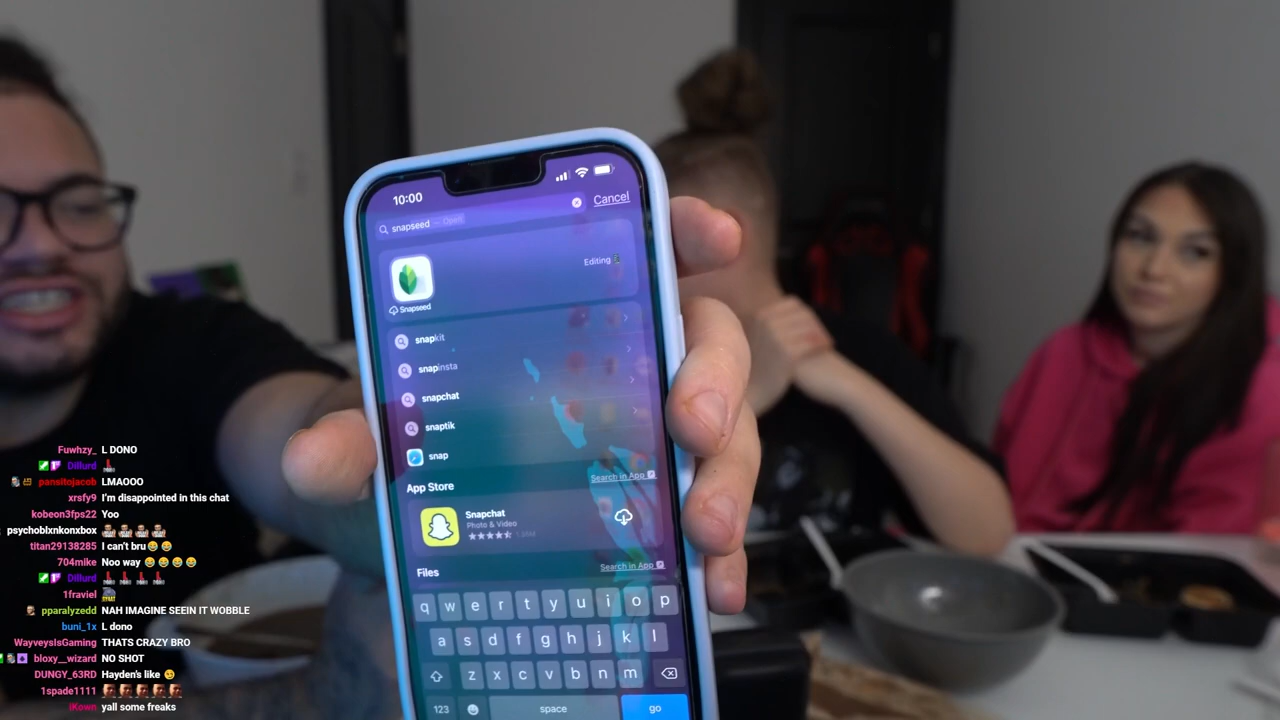 10:00
snapseed — Open
Cancel
Editing
Snapseed
snapkit
snapinsta
snapchat
snaptik
snap
App Store
Search in App
Snapchat
Photo & Video
Files
Search in App
q w e r t y u i o p
a s d f g h j k l
z x c v b n m
123
space
go
Fuwhzy_ L DONO
Dillurd
pansitojacob LMAOOO
xrsfy9 I'm disappointed in this chat
kobeon3fps22 Yoo
psychoblxnkonxbox
titan29138285 I can't bru😂 😂
704mike Noo way 😂 😂 😂 😂
Dillurd
1fraviel
pparalyzedd NAH IMAGINE SEEIN IT WOBBLE
buni_1x L dono
WayveysIsGaming THATS CRAZY BRO
bloxy__wizard NO SHOT
DUNGY_63RD Hayden's like 😏
1spade1111
iKown yall some freaks